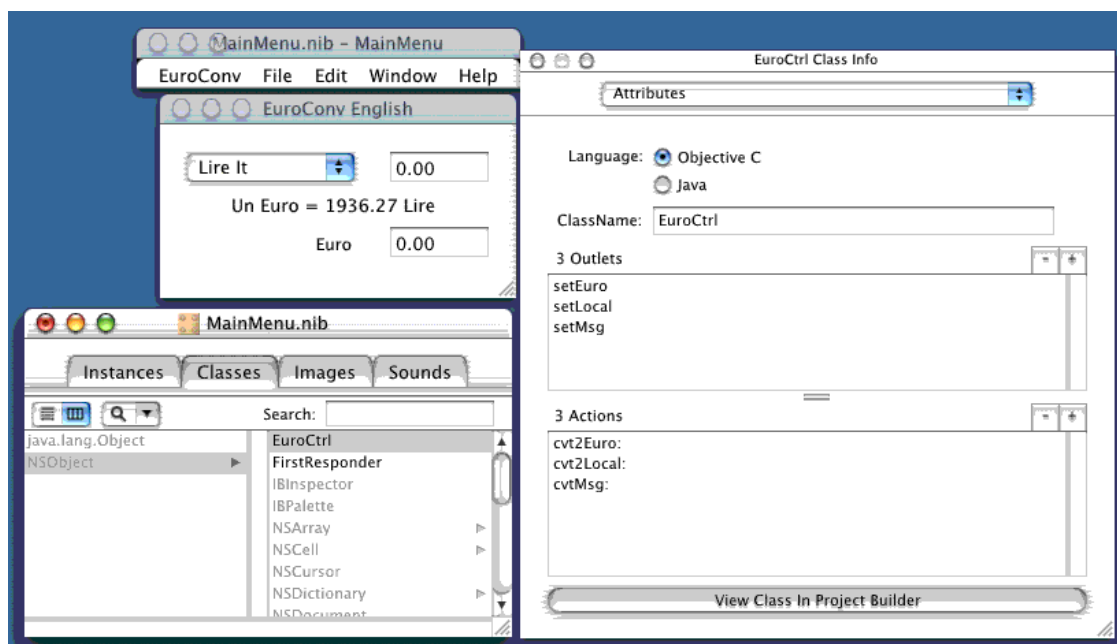 MainMenu.nib – MainMenu
EuroConv File Edit Window Help
EuroConv English
Lire It 0.00
Un Euro = 1936.27 Lire
Euro 0.00
MainMenu.nib
Instances Classes Images Sounds
Search:
java.lang.Object
NSObject
EuroCtrl
FirstResponder
IBInspector
IBPalette
NSArray
NSCell
NSCursor
NSDictionary
NSDocument
EuroCtrl Class Info
Attributes
Language: Objective C
Java
ClassName: EuroCtrl
3 Outlets
setEuro
setLocal
setMsg
3 Actions
cvt2Euro:
cvt2Local:
cvtMsg:
View Class In Project Builder